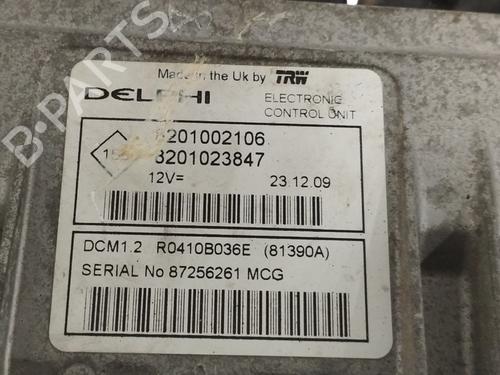 B-PARTS
Made in the Uk by TRW
DELPHI
ELECTRONIC
CONTROL UNIT
8201002106
8201023847
12V=
23.12.09
DCM1.2 R0410B036E (81390A)
SERIAL No 87256261 MCG